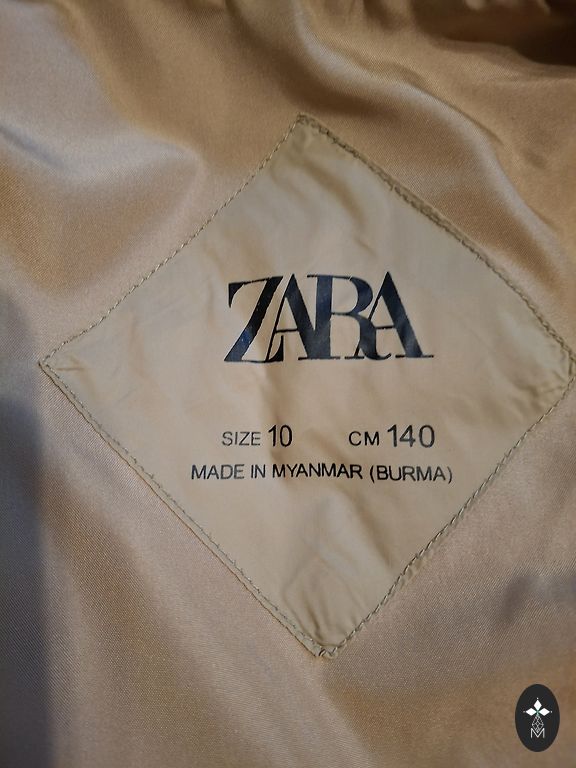 ZARA
SIZE 10 CM 140
MADE IN MYANMAR (BURMA)
M